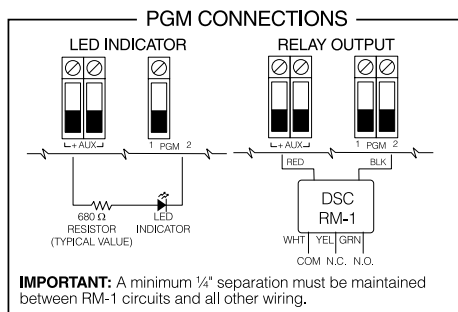 PGM CONNECTIONS
LED INDICATOR
+ AUX -
1 PGM 2
680 Ω
RESISTOR
(TYPICAL VALUE)
LED
INDICATOR
RELAY OUTPUT
+ AUX -
1 PGM 2
RED
BLK
DSC
RM-1
WHT YEL GRN
COM N.C. N.O.
IMPORTANT: A minimum ¼" separation must be maintained
between RM-1 circuits and all other wiring.